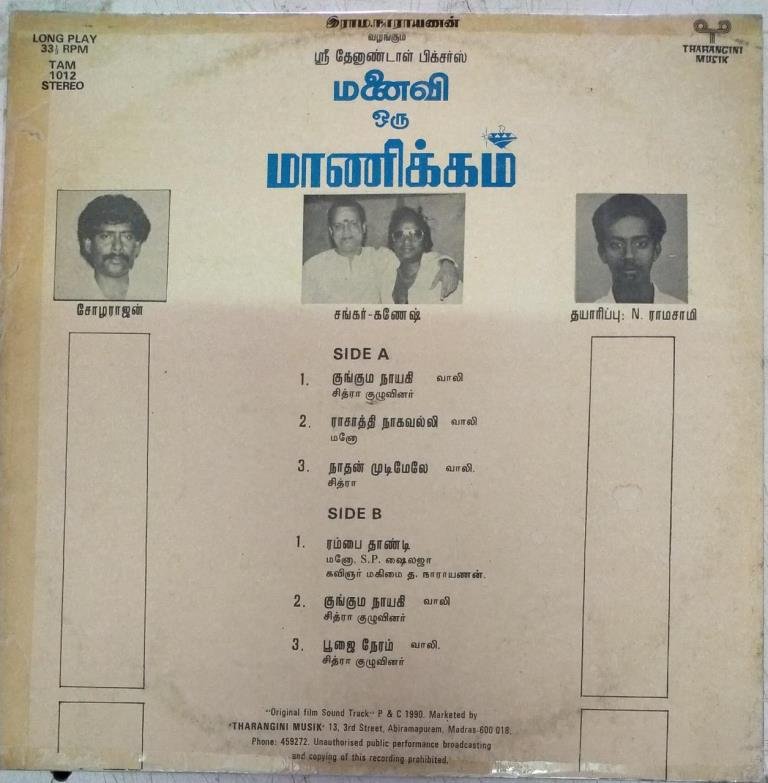 இராம.நாராயணன்
வழங்கும்
LONG PLAY
33⅓ RPM
TAM
1012
STEREO
ஸ்ரீ தேனாண்டாள் பிக்சர்ஸ்
THARANGINI
MUSIK
மனைவி
ஒரு
மாணிக்கம்
சோழராஜன்
சங்கர்-கணேஷ்
தயாரிப்பு: N. ராமசாமி
SIDE A
1. குங்கும நாயகி வாலி
சித்ரா குழுவினர்
2. ராசாத்தி நாகவல்லி வாலி
மனோ
3. நாதன் முடிமேலே வாலி.
சித்ரா
SIDE B
1. ரம்பை தாண்டி
மனோ, S.P. ஷைலஜா
கவிஞர் மகிமை த. நாராயணன்.
2. குங்கும நாயகி வாலி
சித்ரா குழுவினர்
3. பூஜை நேரம் வாலி.
சித்ரா குழுவினர்
"Original film Sound Track" P & C 1990. Marketed by
'THARANGINI MUSIK' 13, 3rd Street, Abiramapuram, Madras-600 018.
Phone: 459272. Unauthorised public performance broadcasting
and copying of this recording prohibited.